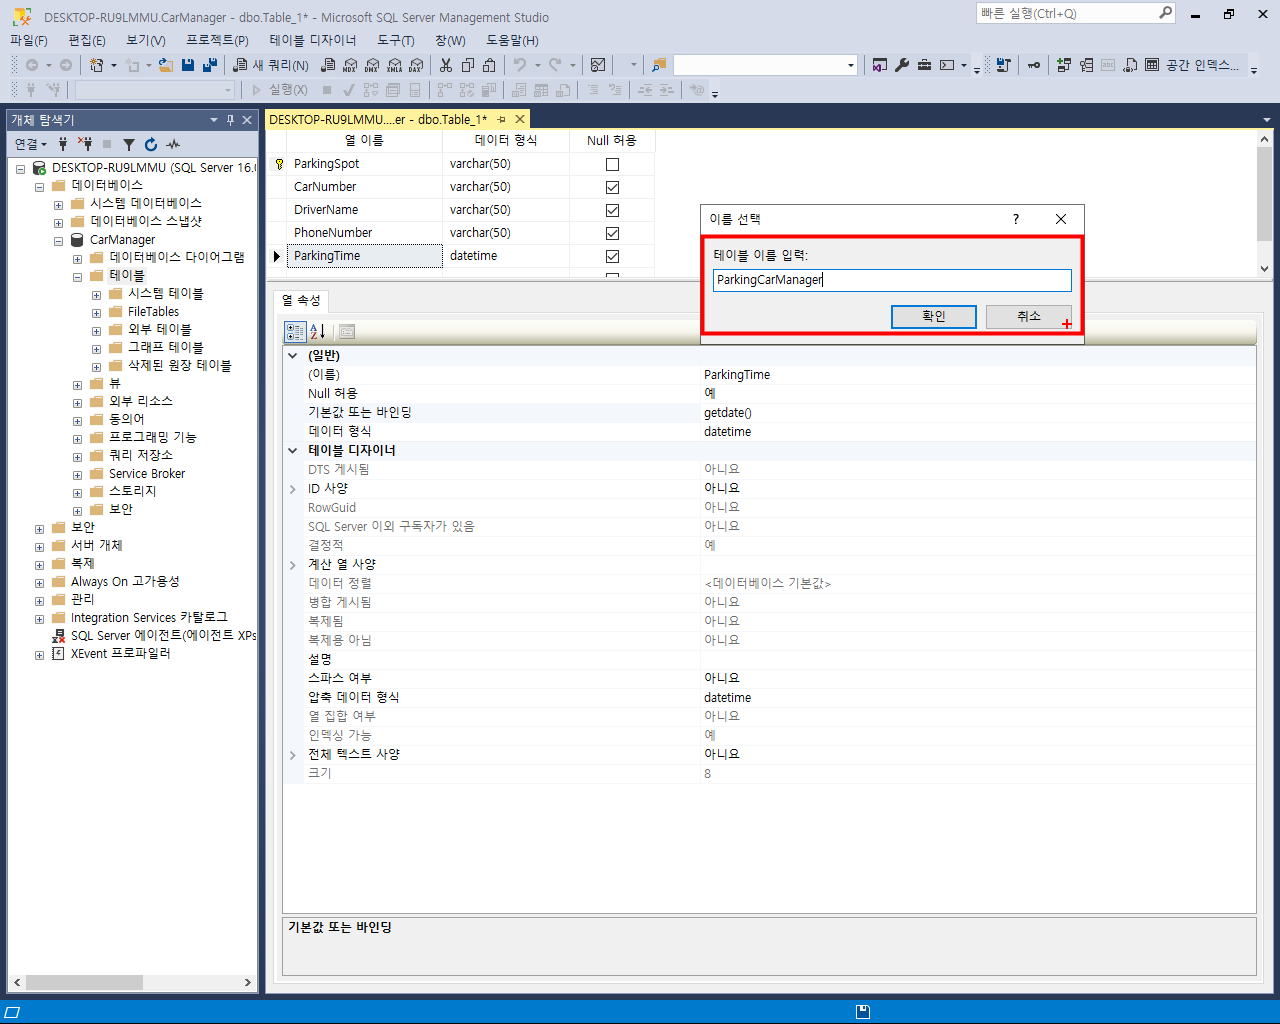 DESKTOP-RU9LMMU.CarManager - dbo.Table_1* - Microsoft SQL Server Management Studio
빠른 실행(Ctrl+Q)
파일(F) 편집(E) 보기(V) 프로젝트(P) 테이블 디자이너 도구(T) 창(W) 도움말(H)
새 쿼리(N) MDX DMX XMLA DAX 공간 인덱스...
실행(X)
개체 탐색기
연결
DESKTOP-RU9LMMU (SQL Server 16.0
데이터베이스
시스템 데이터베이스
데이터베이스 스냅샷
CarManager
데이터베이스 다이어그램
테이블
시스템 테이블
FileTables
외부 테이블
그래프 테이블
삭제된 원장 테이블
뷰
외부 리소스
동의어
프로그래밍 기능
쿼리 저장소
Service Broker
스토리지
보안
보안
서버 개체
복제
Always On 고가용성
관리
Integration Services 카탈로그
SQL Server 에이전트(에이전트 XPs
XEvent 프로파일러
DESKTOP-RU9LMMU....er - dbo.Table_1*
열 이름 데이터 형식 Null 허용
ParkingSpot varchar(50)
CarNumber varchar(50)
DriverName varchar(50)
PhoneNumber varchar(50)
ParkingTime datetime
이름 선택 ?
테이블 이름 입력:
ParkingCarManager
확인 취소
열 속성
(일반)
(이름) ParkingTime
Null 허용 예
기본값 또는 바인딩 getdate()
데이터 형식 datetime
테이블 디자이너
DTS 게시됨 아니요
ID 사양 아니요
RowGuid 아니요
SQL Server 이외 구독자가 있음 아니요
결정적 예
계산 열 사양
데이터 정렬 <데이터베이스 기본값>
병합 게시됨 아니요
복제됨 아니요
복제용 아님 아니요
설명
스파스 여부 아니요
압축 데이터 형식 datetime
열 집합 여부 아니요
인덱싱 가능 예
전체 텍스트 사양 아니요
크기 8
기본값 또는 바인딩